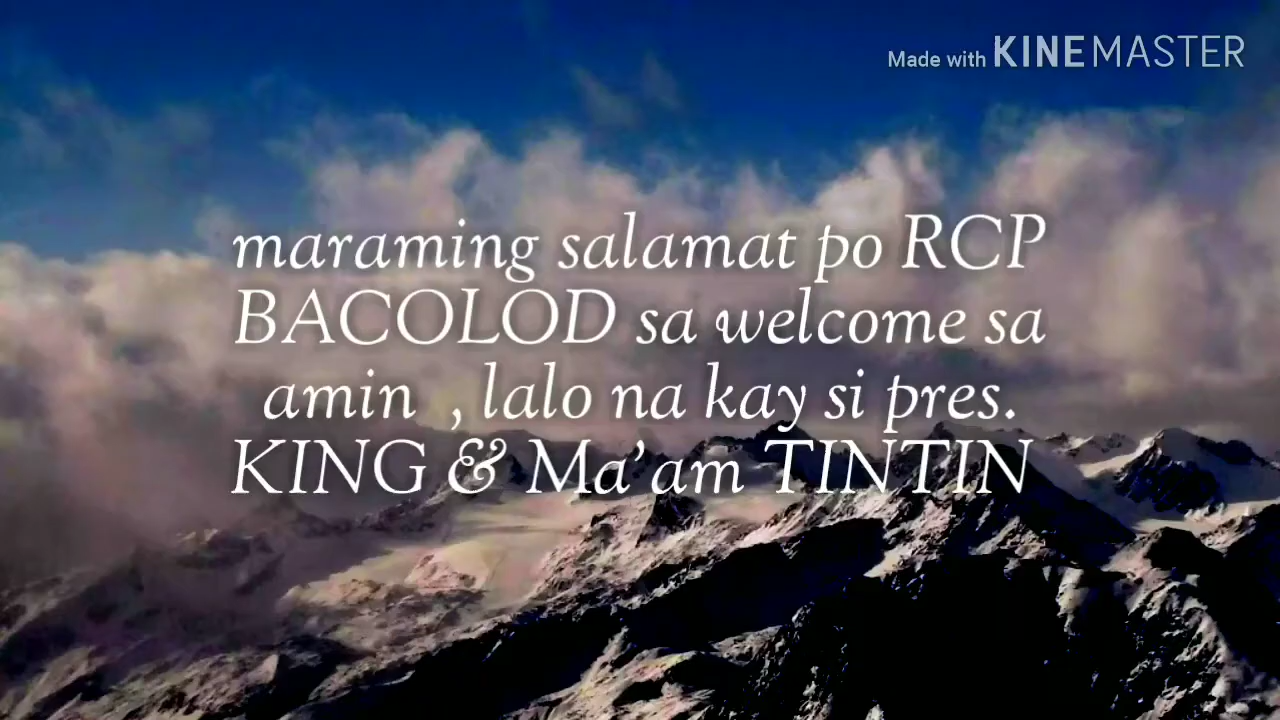 Made with KINEMASTER
maraming salamat po RCP
BACOLOD sa welcome sa
amin , lalo na kay si pres.
KING & Ma'am TINTIN